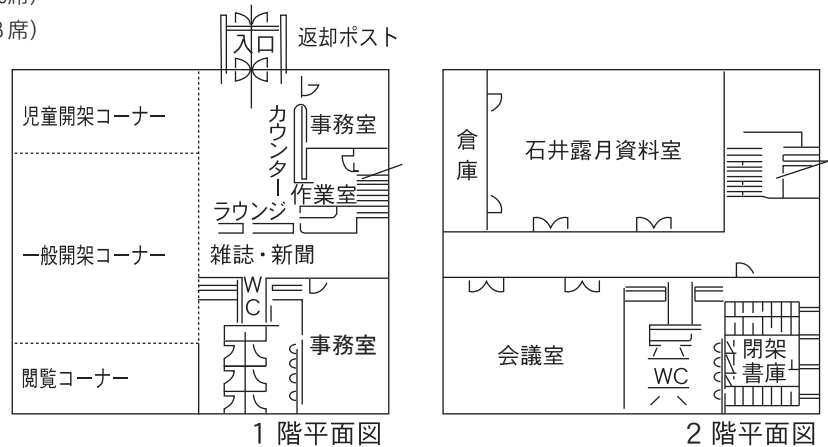 3席)
入口
返却ポスト
児童開架コーナー
カウンター
事務室
作業室
ラウンジ
一般開架コーナー
雑誌・新聞
WC
事務室
閲覧コーナー
1階平面図
倉庫
石井露月資料室
会議室
WC
閉架
書庫
2階平面図